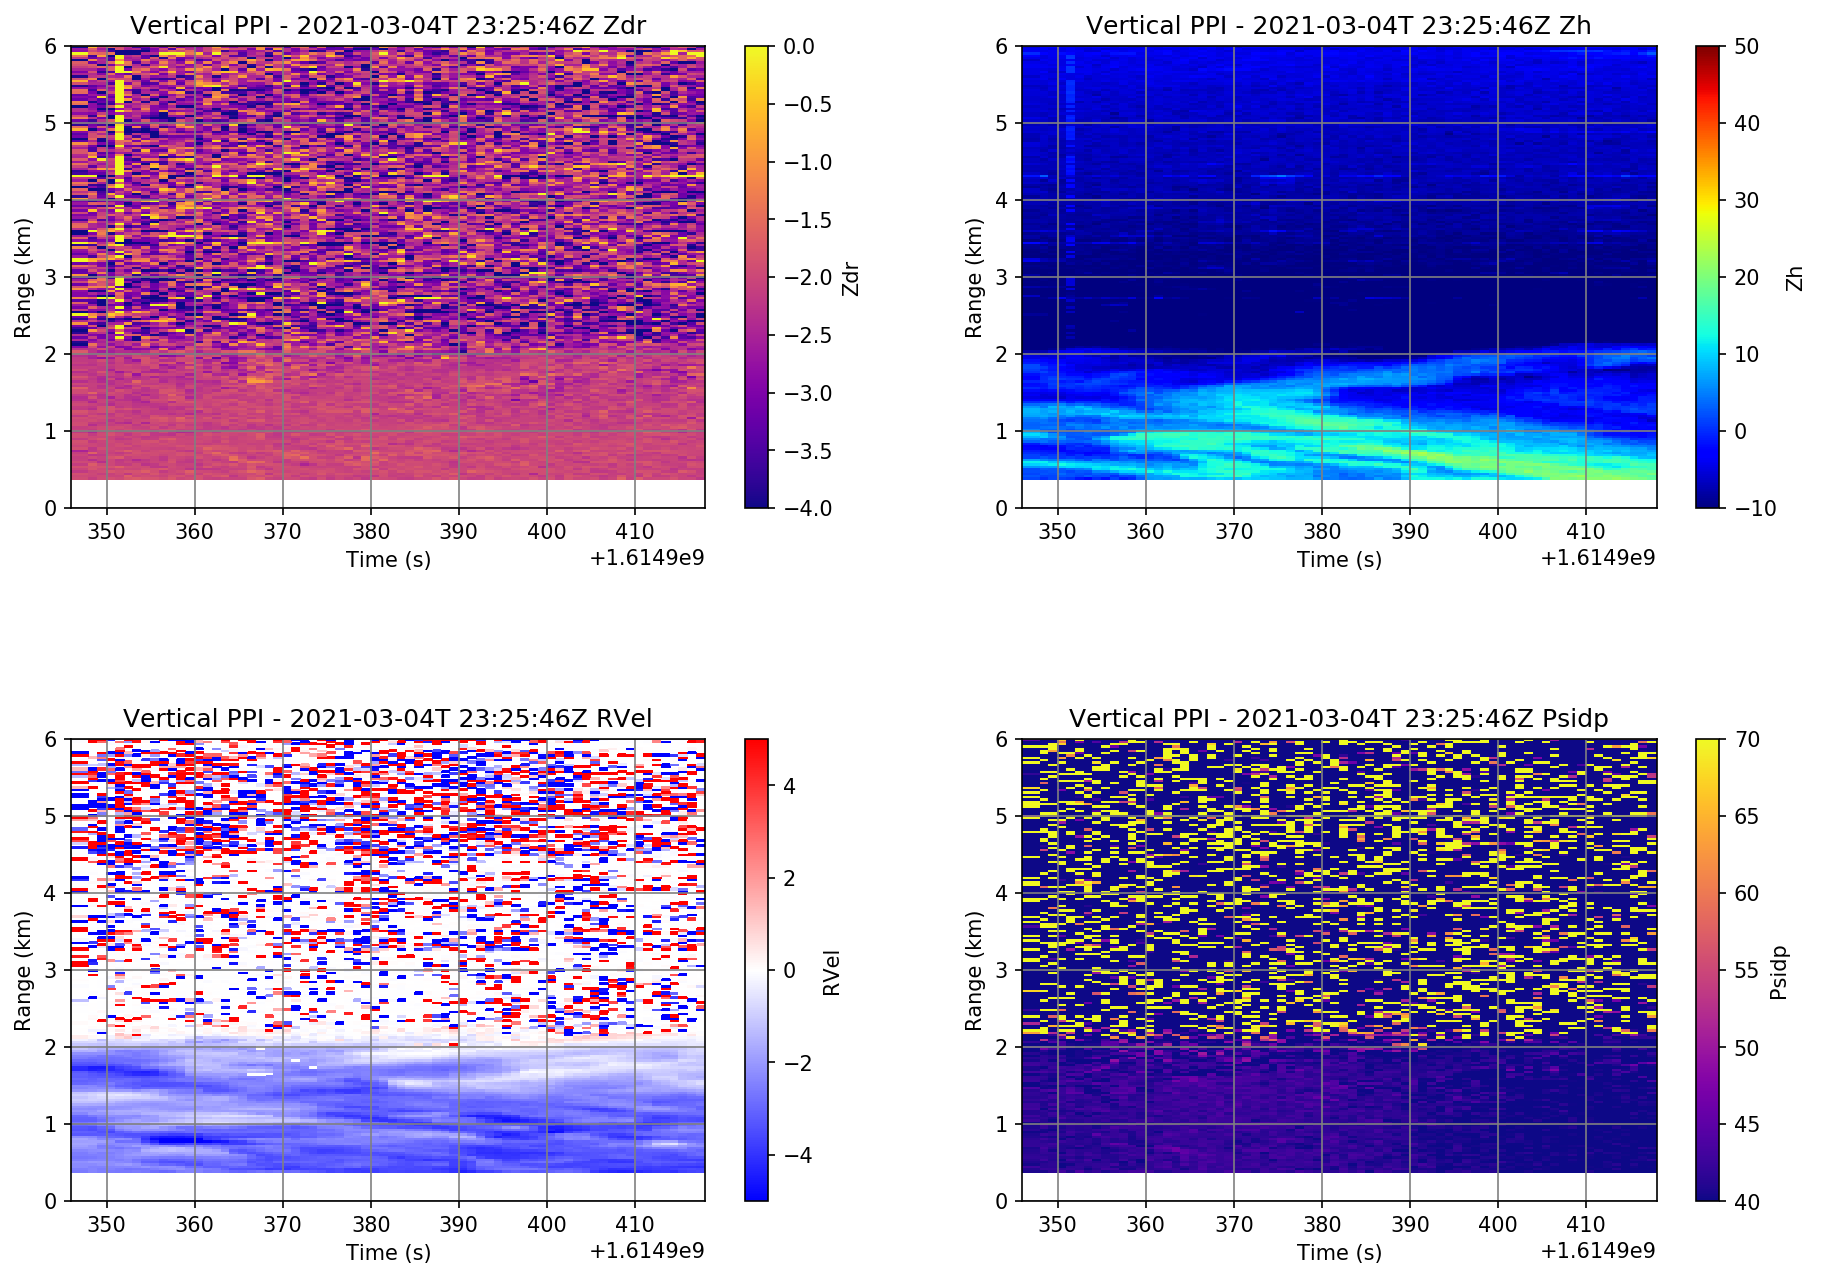 Vertical PPI - 2021-03-04T 23:25:46Z Zdr
6
5
4
3
2
1
0
Range (km)
350 360 370 380 390 400 410
Time (s)
+1.6149e9
0.0
−0.5
−1.0
−1.5
−2.0
−2.5
−3.0
−3.5
−4.0
Zdr
Vertical PPI - 2021-03-04T 23:25:46Z Zh
6
5
4
3
2
1
0
Range (km)
350 360 370 380 390 400 410
Time (s)
+1.6149e9
50
40
30
20
10
0
−10
Zh
Vertical PPI - 2021-03-04T 23:25:46Z RVel
6
5
4
3
2
1
0
Range (km)
350 360 370 380 390 400 410
Time (s)
+1.6149e9
4
2
0
−2
−4
RVel
Vertical PPI - 2021-03-04T 23:25:46Z Psidp
6
5
4
3
2
1
0
Range (km)
350 360 370 380 390 400 410
Time (s)
+1.6149e9
70
65
60
55
50
45
40
Psidp